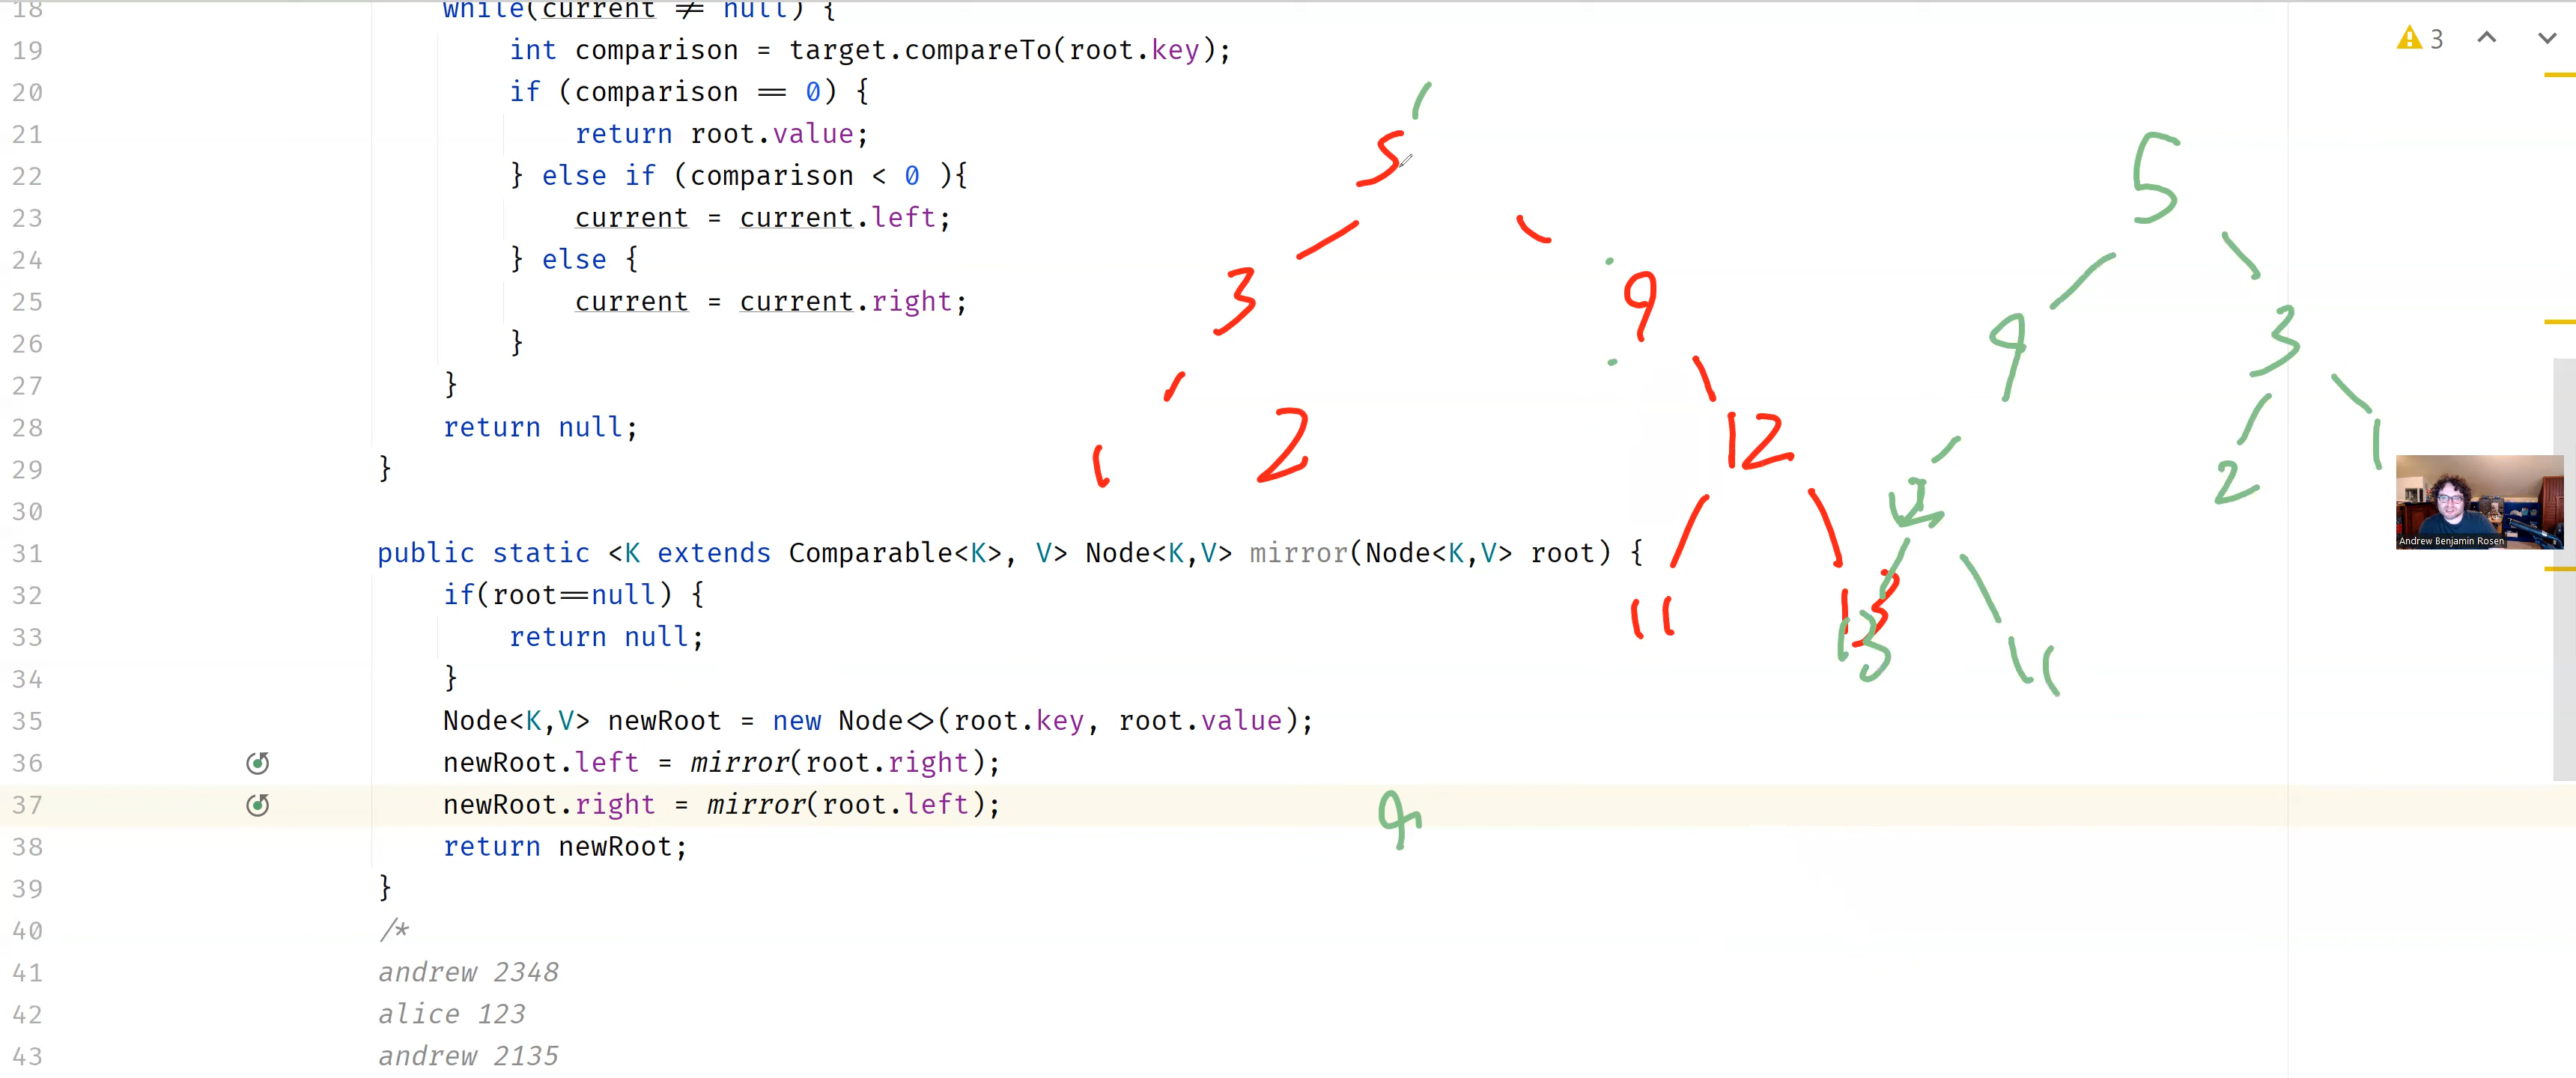 18 while(current ≠ null) {
19 int comparison = target.compareTo(root.key);
20 if (comparison == 0) {
21 return root.value;
22 } else if (comparison < 0 ){
23 current = current.left;
24 } else {
25 current = current.right;
26 }
27 }
28 return null;
29 }
30
31 public static <K extends Comparable<K>, V> Node<K,V> mirror(Node<K,V> root) {
32 if(root==null) {
33 return null;
34 }
35 Node<K,V> newRoot = new Node<>(root.key, root.value);
36 newRoot.left = mirror(root.right);
37 newRoot.right = mirror(root.left);
38 return newRoot;
39 }
40 /*
41 andrew 2348
42 alice 123
43 andrew 2135
3
5
3 9
1 2 12
11 13
5
9 3
12 2 1
13 11
9
Andrew Benjamin Rosen